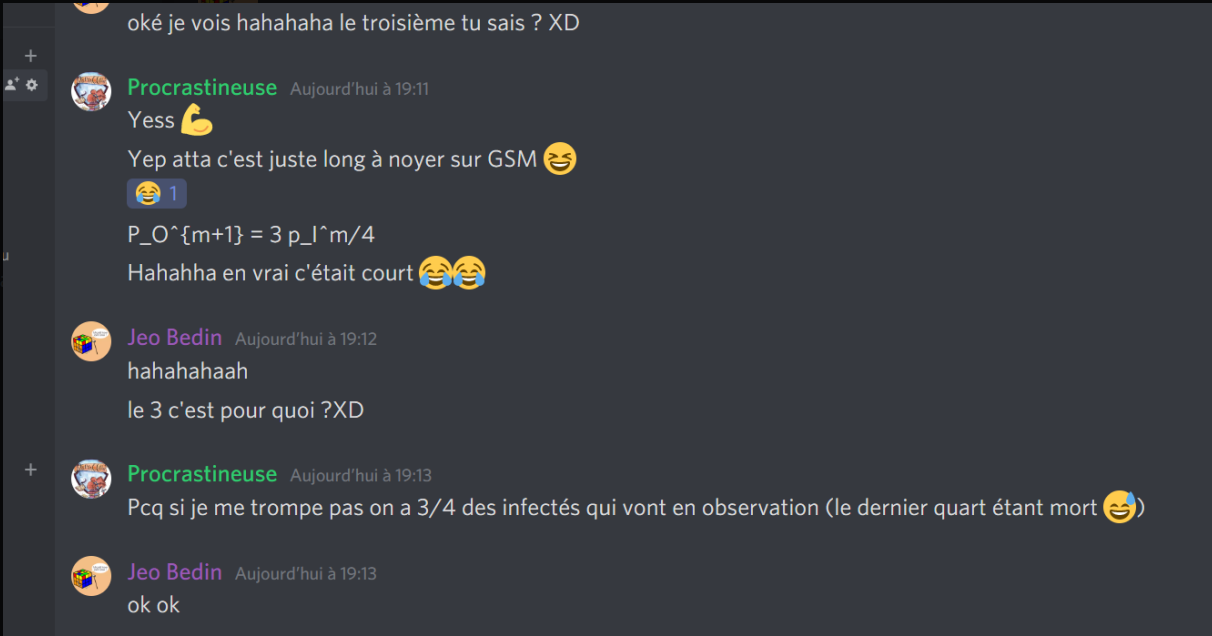 oké je vois hahahaha le troisième tu sais ? XD
Procrastineuse Aujourd'hui à 19:11
Yess 💪
Yep atta c'est juste long à noyer sur GSM 😆
😂 1
P_O^{m+1} = 3 p_I^m/4
Hahahha en vrai c'était court 😂😂
Jeo Bedin Aujourd'hui à 19:12
hahahahaah
le 3 c'est pour quoi ?XD
Procrastineuse Aujourd'hui à 19:13
Pcq si je me trompe pas on a 3/4 des infectés qui vont en observation (le dernier quart étant mort 😅)
Jeo Bedin Aujourd'hui à 19:13
ok ok